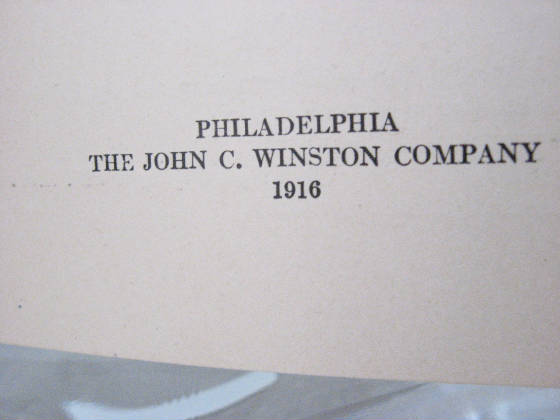 PHILADELPHIA
THE JOHN C. WINSTON COMPANY
1916